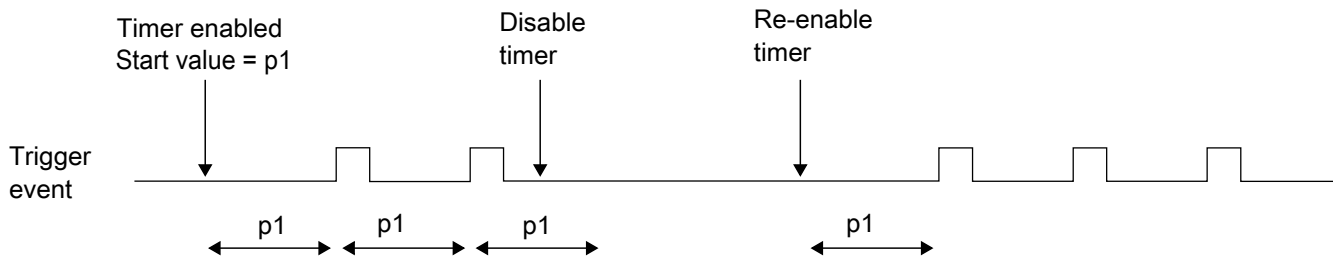 Timer enabled
Start value = p1
Disable
timer
Re-enable
timer
Trigger
event
p1
p1
p1
p1